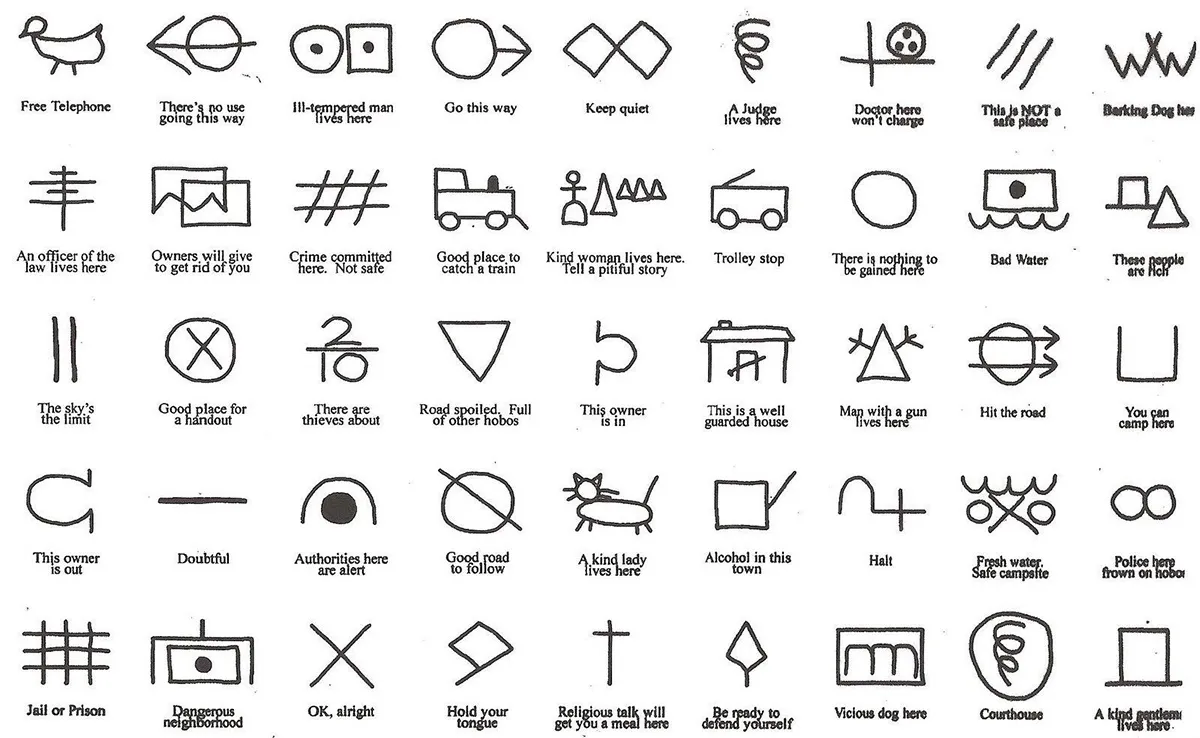 Free Telephone
There's no use
going this way
Ill-tempered man
lives here
Go this way
Keep quiet
A Judge
lives here
Doctor here
won't charge
This is NOT a
safe place
Barking Dog
An officer of the
law lives here
Owners will give
to get rid of you
Crime committed
here. Not safe
Good place to
catch a train
Kind woman lives here.
Tell a pitiful story
Trolley stop
There is nothing to
be gained here
Bad Water
These people
are rich
The sky's
the limit
Good place for
a handout
2
10
There are
thieves about
Road spoiled. Full
of other hobos
This owner
is in
This is a well
guarded house
Man with a gun
lives here
Hit the road
You can
camp here
This owner
is out
Doubtful
Authorities here
are alert
Good road
to follow
A kind lady
lives here
Alcohol in this
town
Halt
Fresh water.
Safe campsite
Police here
frown on
Jail or Prison
Dangerous
neighborhood
OK, alright
Hold your
tongue
Religious talk will
get you a meal here
Be ready to
defend yourself
Vicious dog here
Courthouse
A kind
lives here